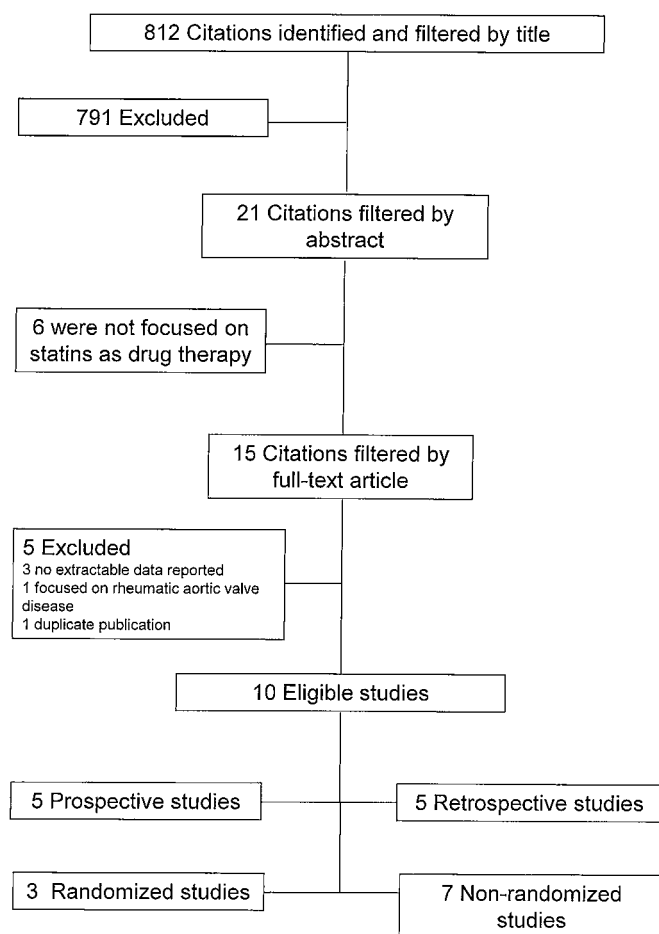 812 Citations identified and filtered by title
791 Excluded
21 Citations filtered by
abstract
6 were not focused on
statins as drug therapy
15 Citations filtered by
full-text article
5 Excluded
3 no extractable data reported
1 focused on rheumatic aortic valve
disease
1 duplicate publication
10 Eligible studies
5 Prospective studies
5 Retrospective studies
3 Randomized studies
7 Non-randomized
studies